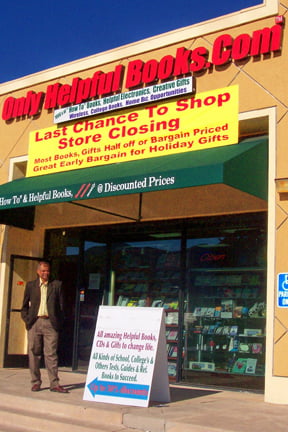 Only Helpful Books.Com
How To" Books, Helpful Electronics, Creative Gifts
Wireless, College Books, Home Biz. Opportunities
Last Chance To Shop
Store Closing
Most Books, Gifts Half off or Bargain Priced
Great Early Bargain for Holiday Gifts
How To" & Helpful Books, @ Discounted Prices
Open
All amazing Helpful Books,
CDs & Gifts to change life.
All Kinds of School, College's &
Others Tests, Guides & Ref.
Books to Succeed.